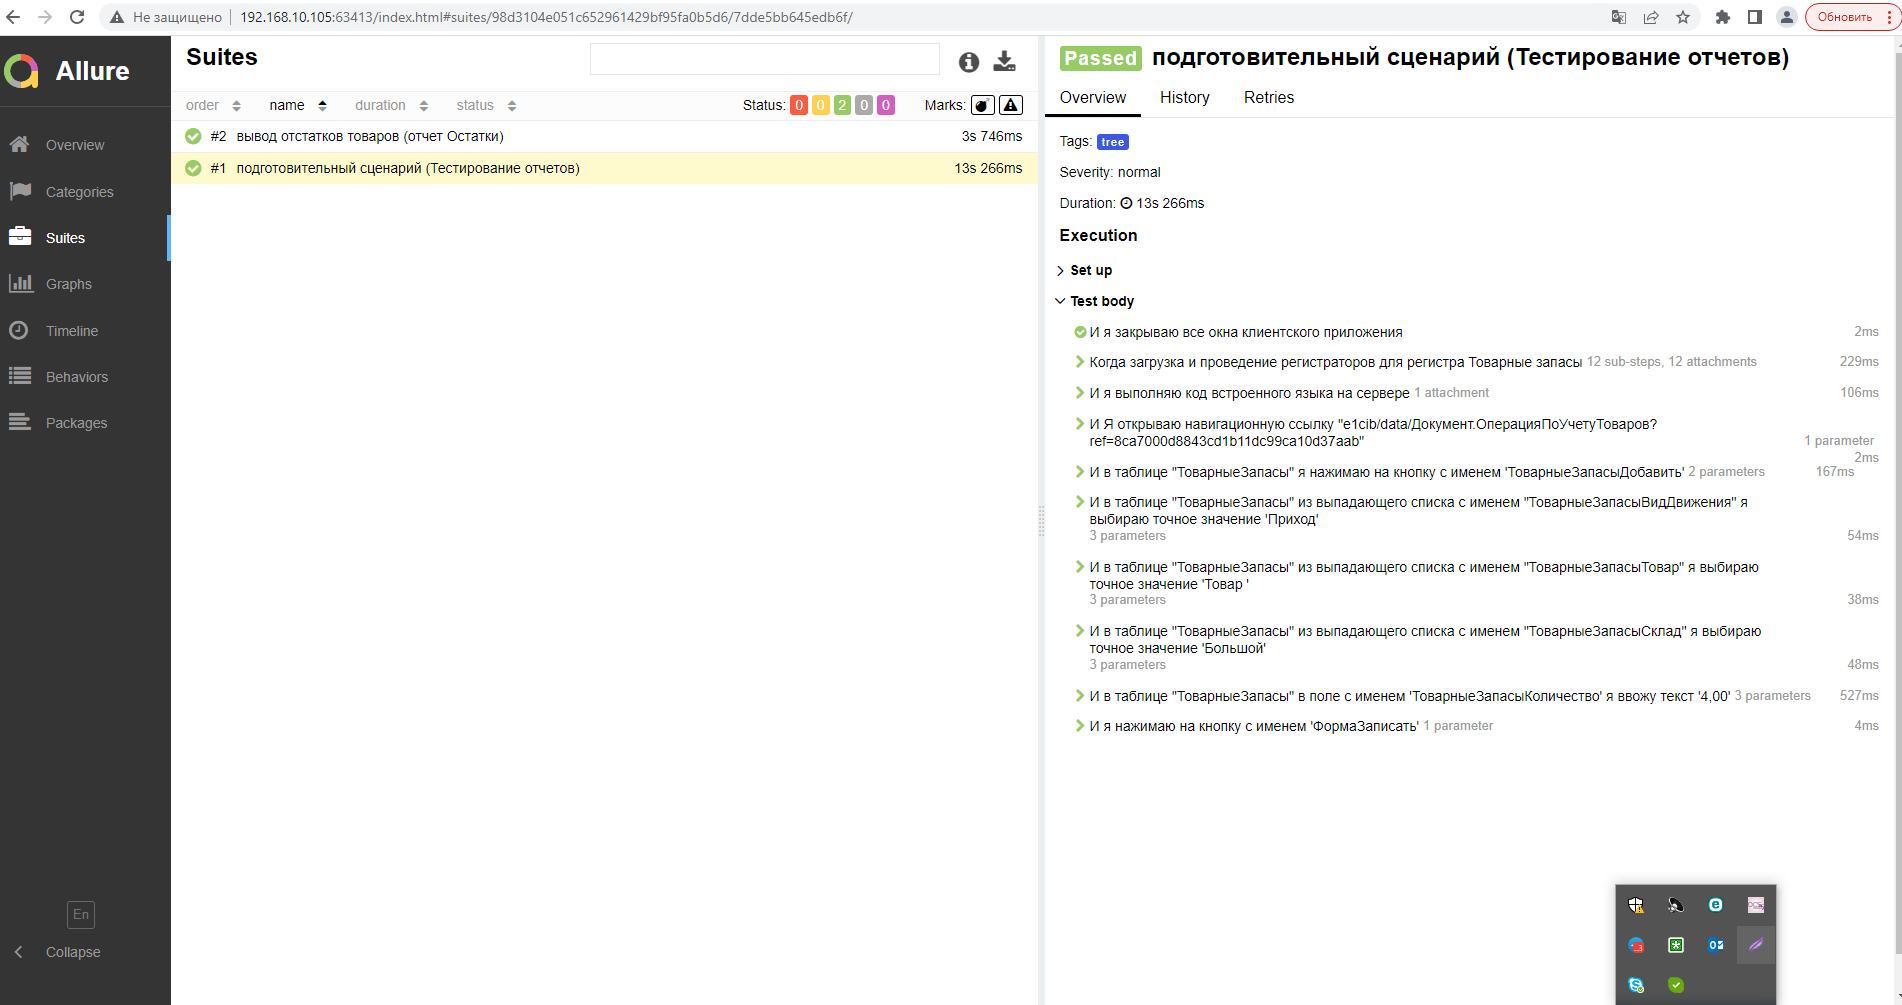 Не защищено
192.168.10.105:63413/index.html#suites/98d3104e051c652961429bf95fa0b5d6/7dde5bb645edb6f/
Обновить
Allure
Overview
Categories
Suites
Graphs
Timeline
Behaviors
Packages
En
Collapse
Suites
order name duration status
Status: 0 0 2 0 0 Marks:
#2 вывод отстатков товаров (отчет Остатки) 3s 746ms
#1 подготовительный сценарий (Тестирование отчетов) 13s 266ms
Passed подготовительный сценарий (Тестирование отчетов)
Overview History Retries
Tags: tree
Severity: normal
Duration: 13s 266ms
Execution
Set up
Test body
И я закрываю все окна клиентского приложения 2ms
Когда загрузка и проведение регистраторов для регистра Товарные запасы 12 sub-steps, 12 attachments 229ms
И я выполняю код встроенного языка на сервере 1 attachment 106ms
И Я открываю навигационную ссылку "e1cib/data/Документ.ОперацияПоУчетуТоваров?
ref=8ca7000d8843cd1b11dc99ca10d37aab" 1 parameter
2ms
И в таблице "ТоварныеЗапасы" я нажимаю на кнопку с именем 'ТоварныеЗапасыДобавить' 2 parameters 167ms
И в таблице "ТоварныеЗапасы" из выпадающего списка с именем "ТоварныеЗапасыВидДвижения" я
выбираю точное значение 'Приход'
3 parameters 54ms
И в таблице "ТоварныеЗапасы" из выпадающего списка с именем "ТоварныеЗапасыТовар" я выбираю
точное значение 'Товар '
3 parameters 38ms
И в таблице "ТоварныеЗапасы" из выпадающего списка с именем "ТоварныеЗапасыСклад" я выбираю
точное значение 'Большой'
3 parameters 48ms
И в таблице "ТоварныеЗапасы" в поле с именем 'ТоварныеЗапасыКоличество' я ввожу текст '4,00' 3 parameters 527ms
И я нажимаю на кнопку с именем 'ФормаЗаписать' 1 parameter 4ms